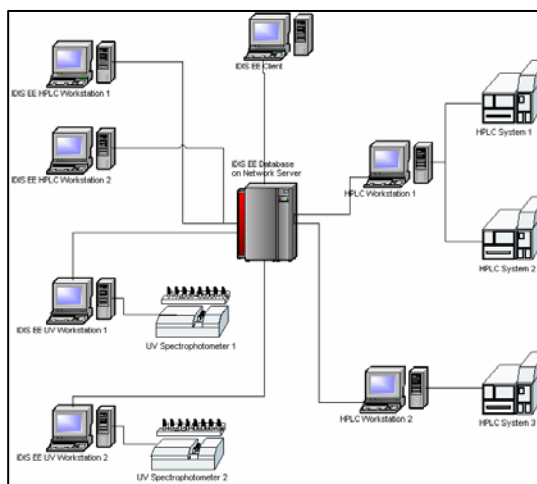 IDIS EE Client
IDIS EE HPLC Workstation 1
HPLC System 1
IDIS EE Database
on Network Server
IDIS EE HPLC Workstation 2
HPLC Workstation 1
HPLC System 2
IDIS EE UV Workstation 1
UV Spectrophotometer 1
HPLC Workstation 2
HPLC System 3
IDIS EE UV Workstation 2
UV Spectrophotometer 2